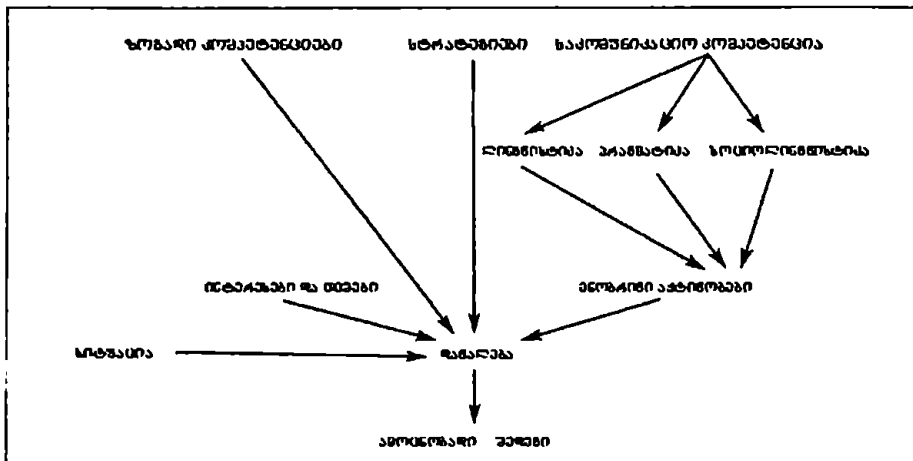 ზოგადი კომპეტენციები სტრატეგიები საკომუნიკაციო კომპეტენცია
ლინგვისტიკა პრაგმატიკა სოციოლინგვისტიკა
ინტერესები და თემები ენობრივი აქტივობები
სიტუაცია დავალება
ამოცნობადი შედეგი